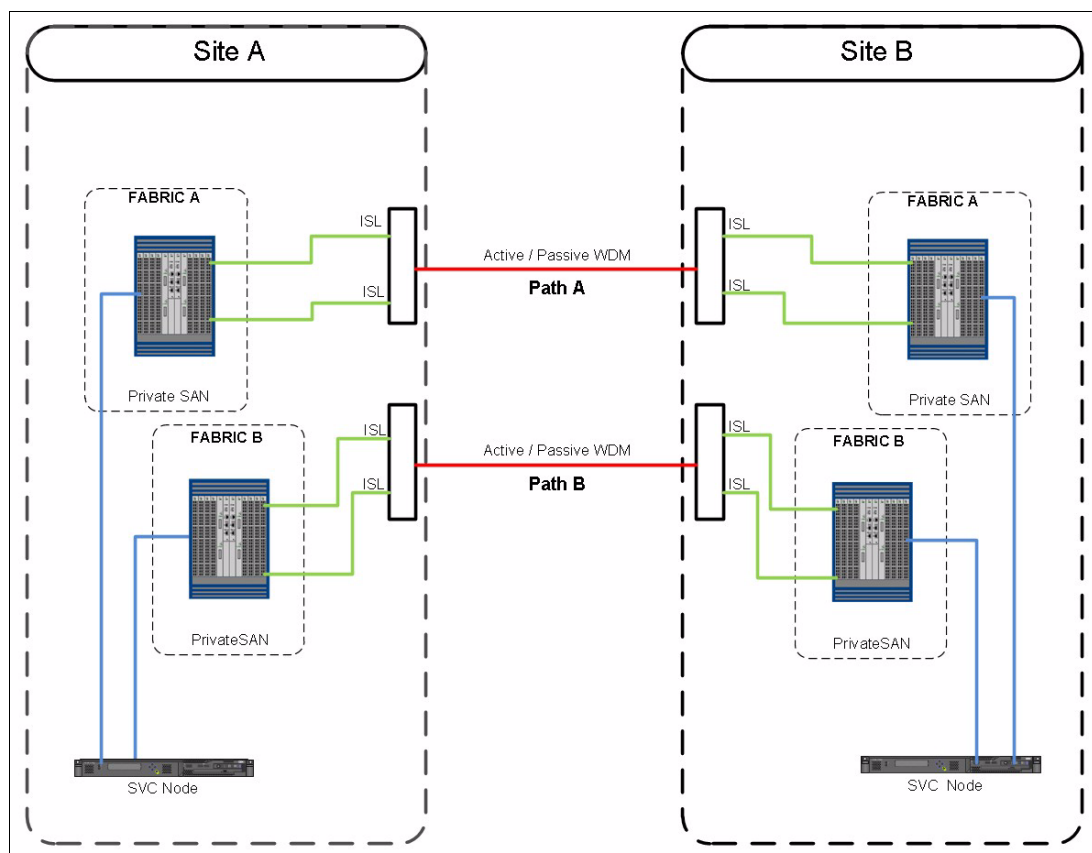 Site A
Site B
FABRIC A
FABRIC A
ISL
ISL
Active / Passive WDM
Path A
ISL
ISL
Private SAN
Private SAN
FABRIC B
FABRIC B
ISL
ISL
Active / Passive WDM
Path B
ISL
ISL
PrivateSAN
PrivateSAN
SVC Node
SVC Node